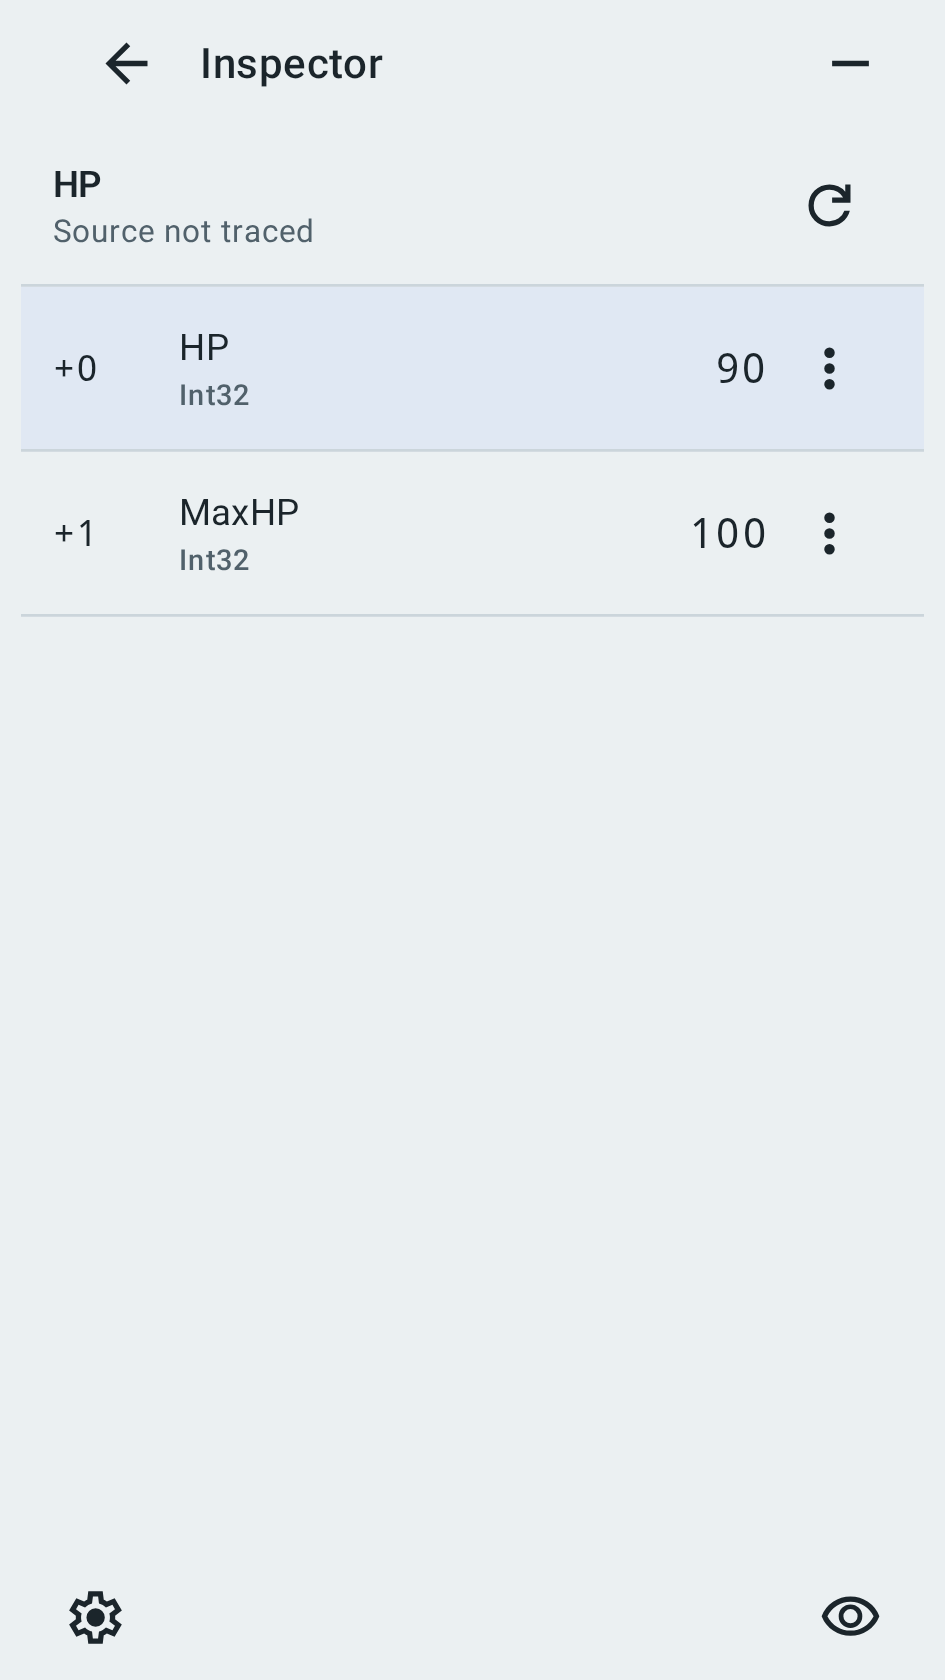 Inspector
HP
Source not traced
+0
HP
Int32
90
+1
MaxHP
Int32
100